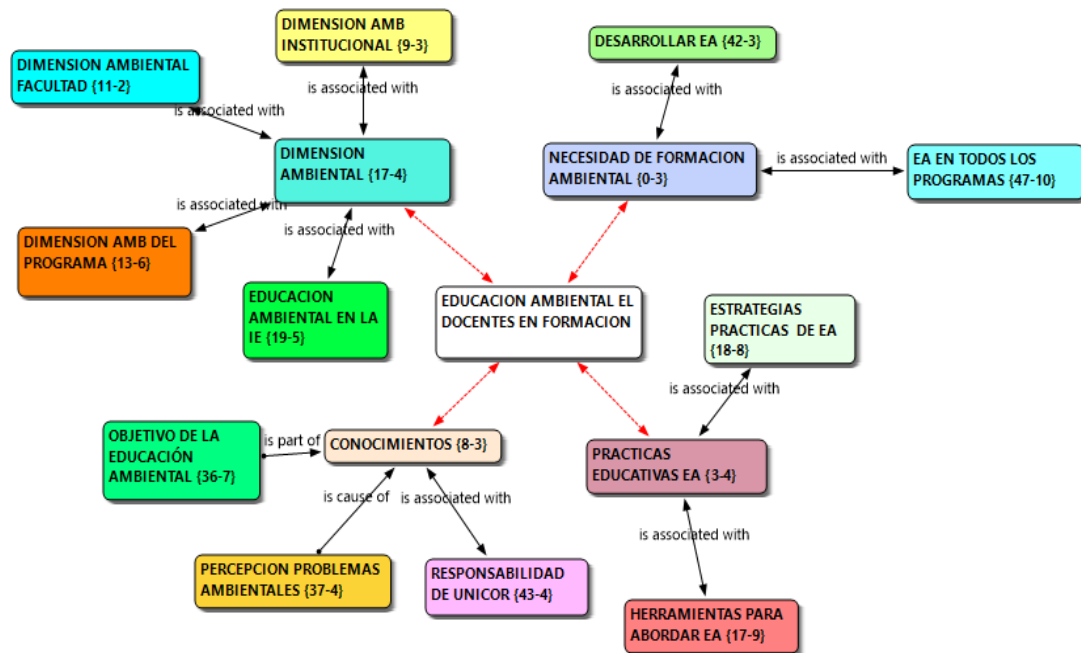 DIMENSION AMB
INSTITUCIONAL {9-3}
DESARROLLAR EA {42-3}
DIMENSION AMBIENTAL
FACULTAD {11-2}
is associated with
is associated with
is associated with
DIMENSION
AMBIENTAL {17-4}
NECESIDAD DE FORMACION
AMBIENTAL {0-3}
is associated with
EA EN TODOS LOS
PROGRAMAS {47-10}
is associated with
is associated with
DIMENSION AMB DEL
PROGRAMA {13-6}
EDUCACION
AMBIENTAL EN LA
IE {19-5}
EDUCACION AMBIENTAL EL
DOCENTES EN FORMACION
ESTRATEGIAS
PRACTICAS DE EA
{18-8}
is associated with
OBJETIVO DE LA
EDUCACIÓN
AMBIENTAL {36-7}
is part of
CONOCIMIENTOS {8-3}
PRACTICAS
EDUCATIVAS EA {3-4}
is cause of
is associated with
is associated with
PERCEPCION PROBLEMAS
AMBIENTALES {37-4}
RESPONSABILIDAD
DE UNICOR {43-4}
HERRAMIENTAS PARA
ABORDAR EA {17-9}